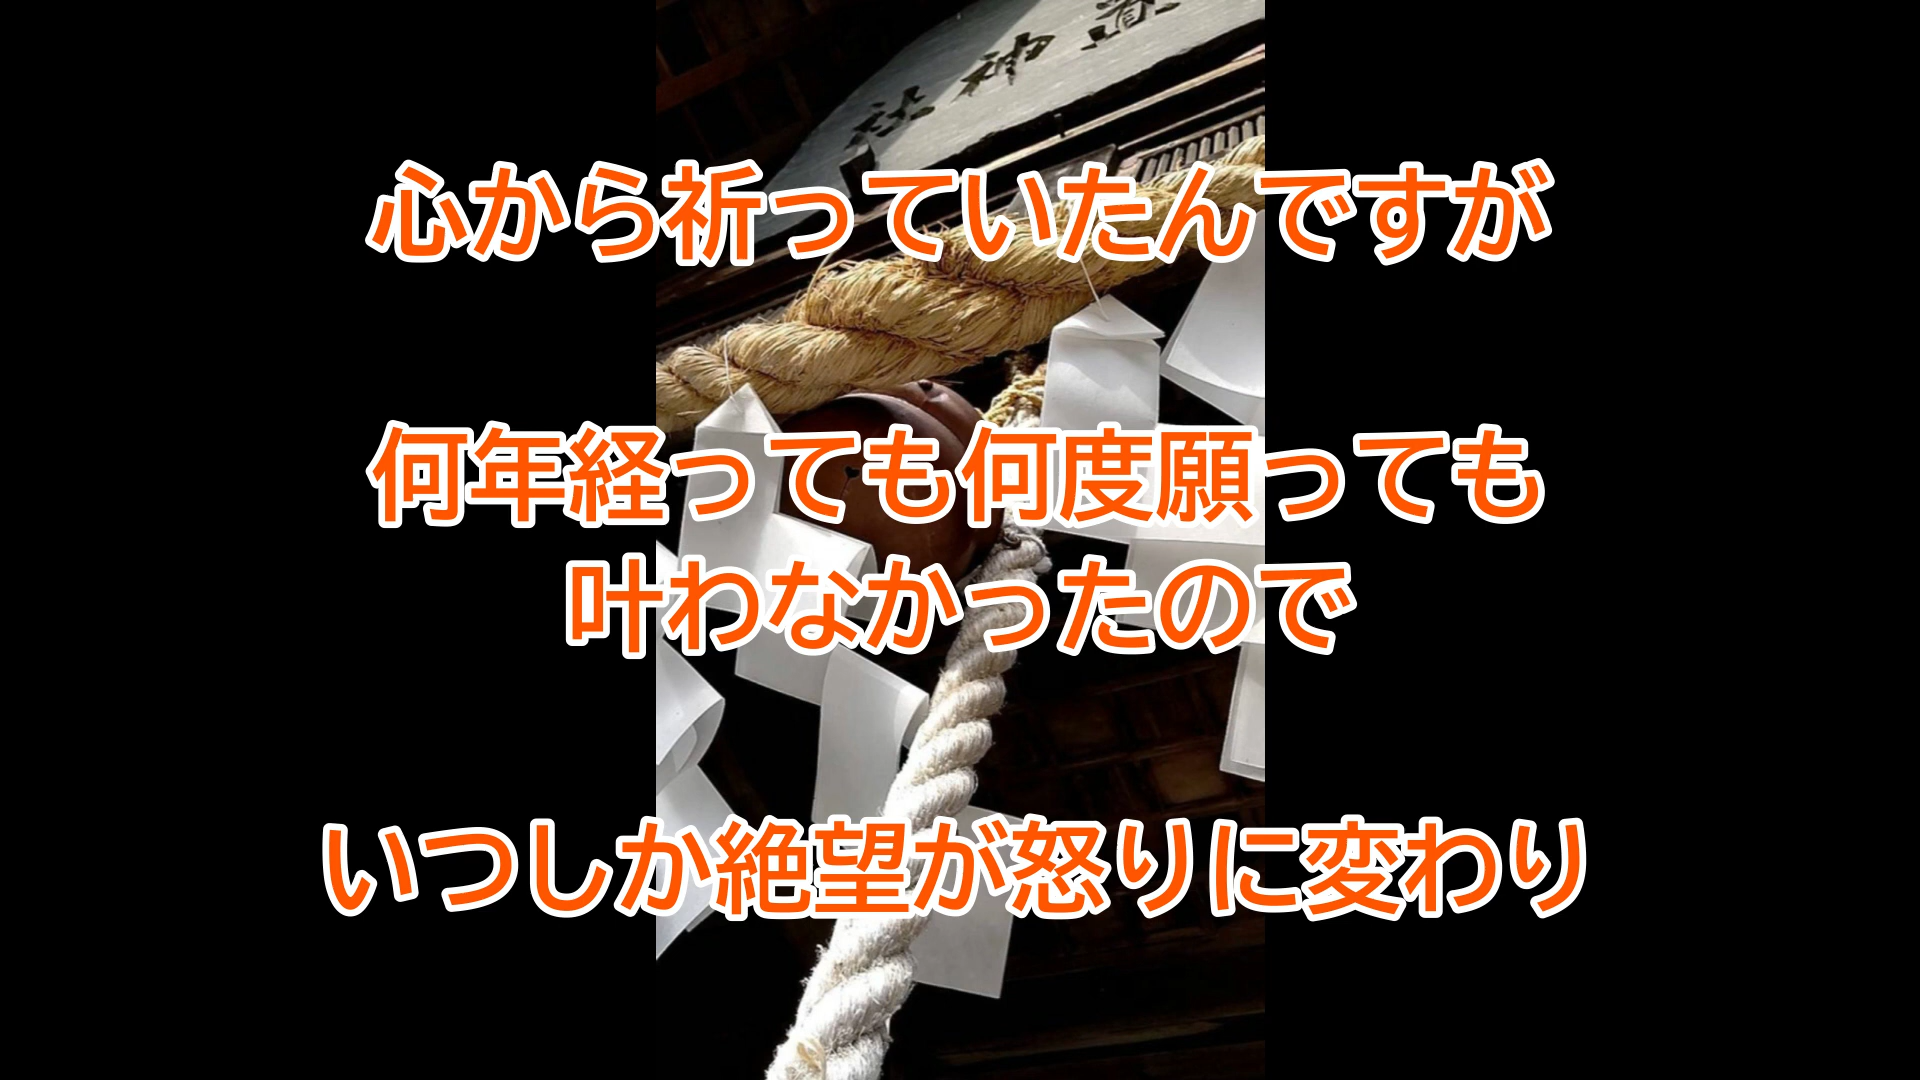 心から祈っていたんですが
何年経っても何度願っても
叶わなかったので
いつしか絶望が怒りに変わり
神社